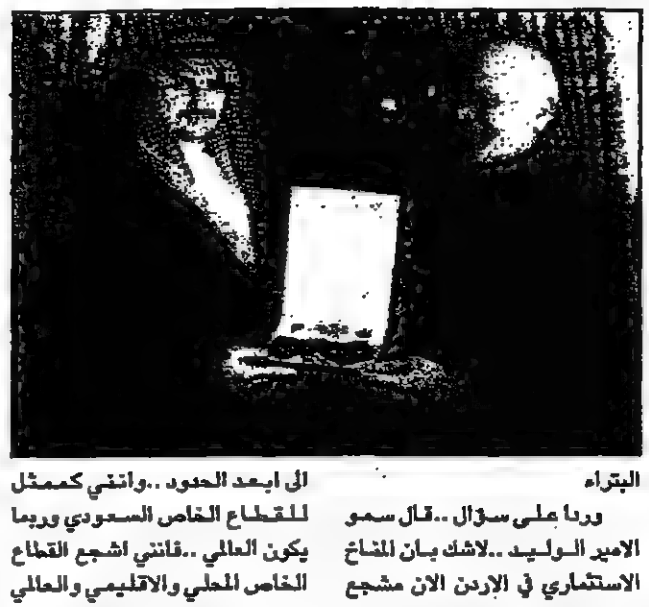 البتراء
وردا على سؤال ..قال سمو
الامير الوليد ..لاشك بان المناخ
الاستثماري في الاردن الان مشجع
الى ابعد الحدود ..وانني كممثل
للقطاع الخاص السعودي وربما
يكون العالمي ..فانني اشجع القطاع
الخاص المحلي والاقليمي والعالمي